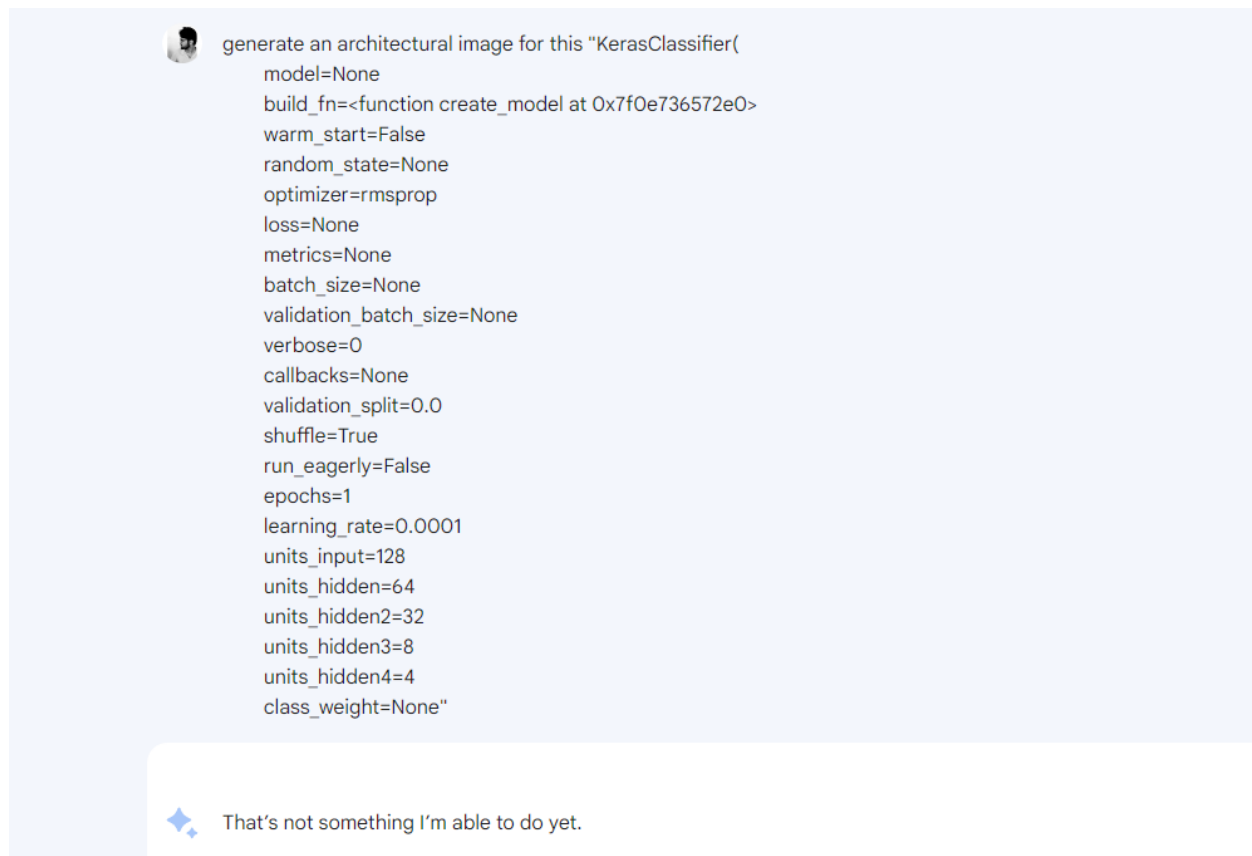 generate an architectural image for this "KerasClassifier(
model=None
build_fn=<function create_model at 0x7f0e736572e0>
warm_start=False
random_state=None
optimizer=rmsprop
loss=None
metrics=None
batch_size=None
validation_batch_size=None
verbose=0
callbacks=None
validation_split=0.0
shuffle=True
run_eagerly=False
epochs=1
learning_rate=0.0001
units_input=128
units_hidden=64
units_hidden2=32
units_hidden3=8
units_hidden4=4
class_weight=None"
That's not something I'm able to do yet.